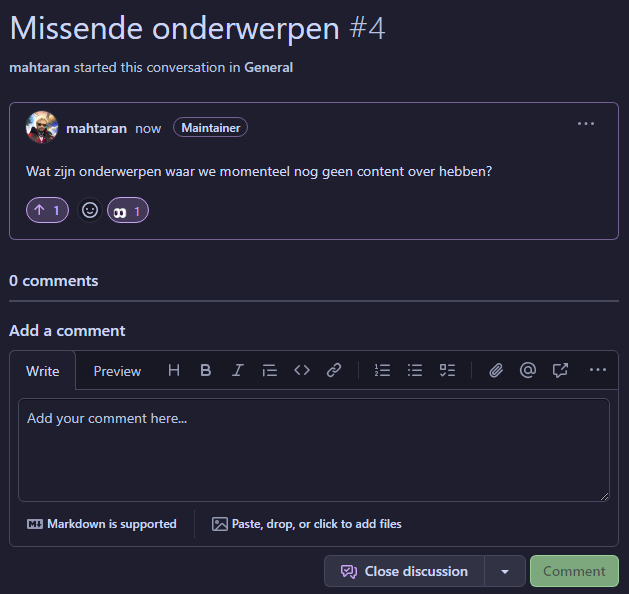 Missende onderwerpen #4
mahtaran started this conversation in General
mahtaran now Maintainer
Wat zijn onderwerpen waar we momenteel nog geen content over hebben?
1 1
0 comments
Add a comment
Write Preview
Add your comment here...
Markdown is supported Paste, drop, or click to add files
Close discussion Comment